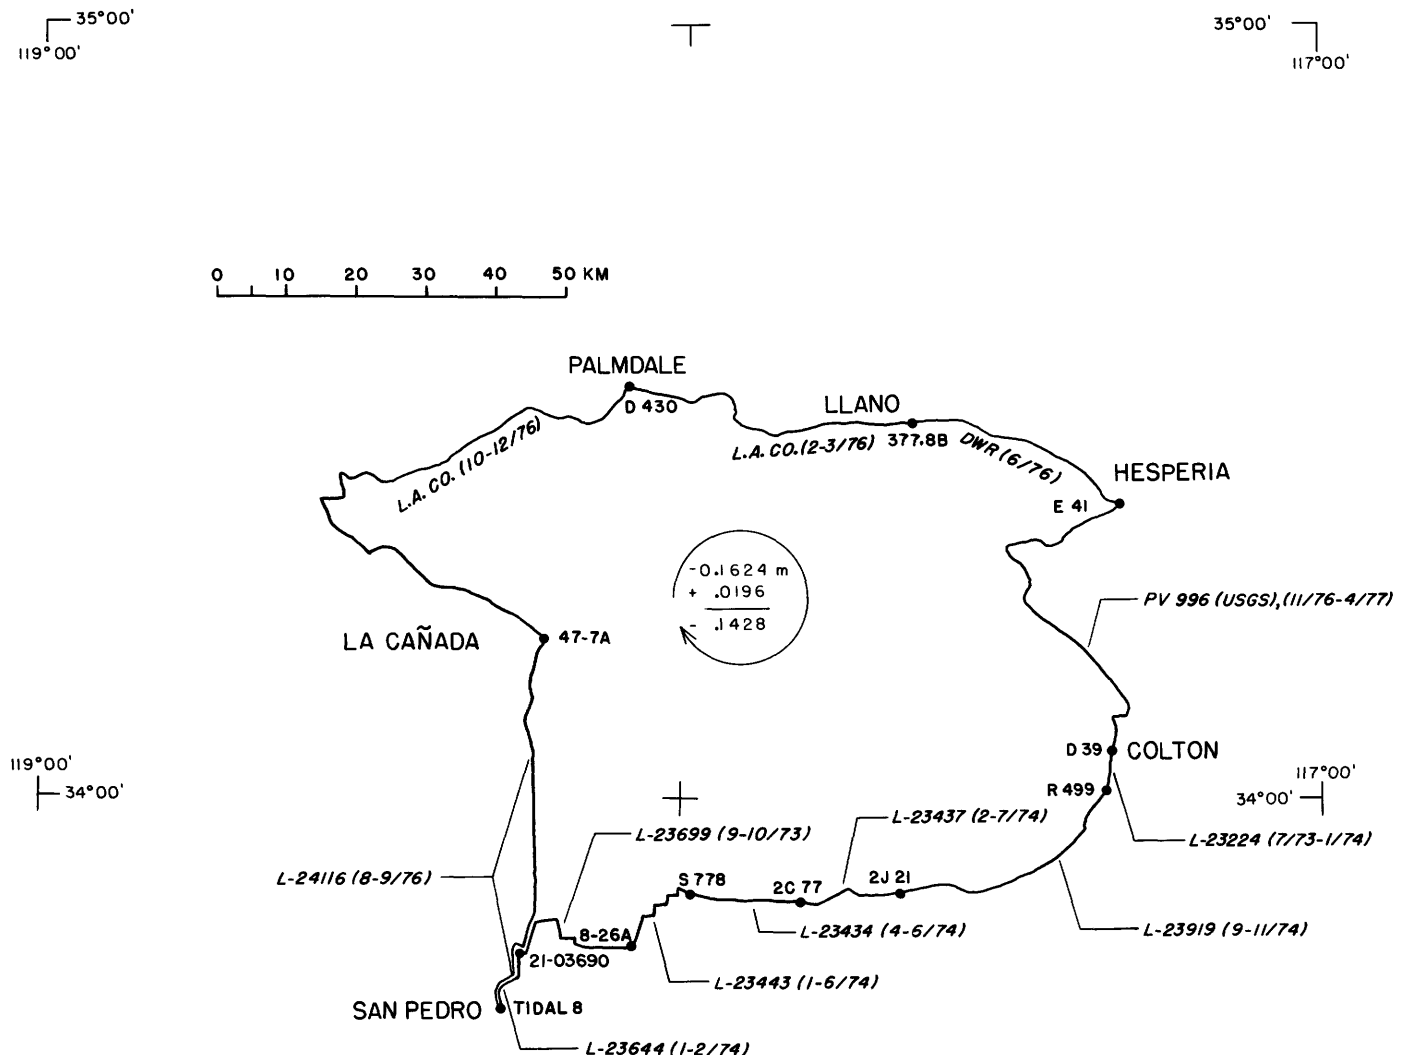 35°00'
119°00'
35°00'
117°00'
0 10 20 30 40 50 KM
PALMDALE
D 430
LLANO
377.8B
L.A. CO. (10-12/76)
L.A. CO. (2-3/76)
DWR (6/76)
HESPERIA
E 41
-0.1624 m
+ .0196
- .1428
PV 996 (USGS), (11/76-4/77)
LA CAÑADA
47-7A
D 39
COLTON
119°00'
34°00'
117°00'
34°00'
R 499
L-23437 (2-7/74)
L-23699 (9-10/73)
L-23224 (7/73-1/74)
L-24116 (8-9/76)
S 778
2C 77
2J 21
8-26A
L-23434 (4-6/74)
L-23919 (9-11/74)
21-03690
L-23443 (1-6/74)
SAN PEDRO
TIDAL 8
L-23644 (1-2/74)